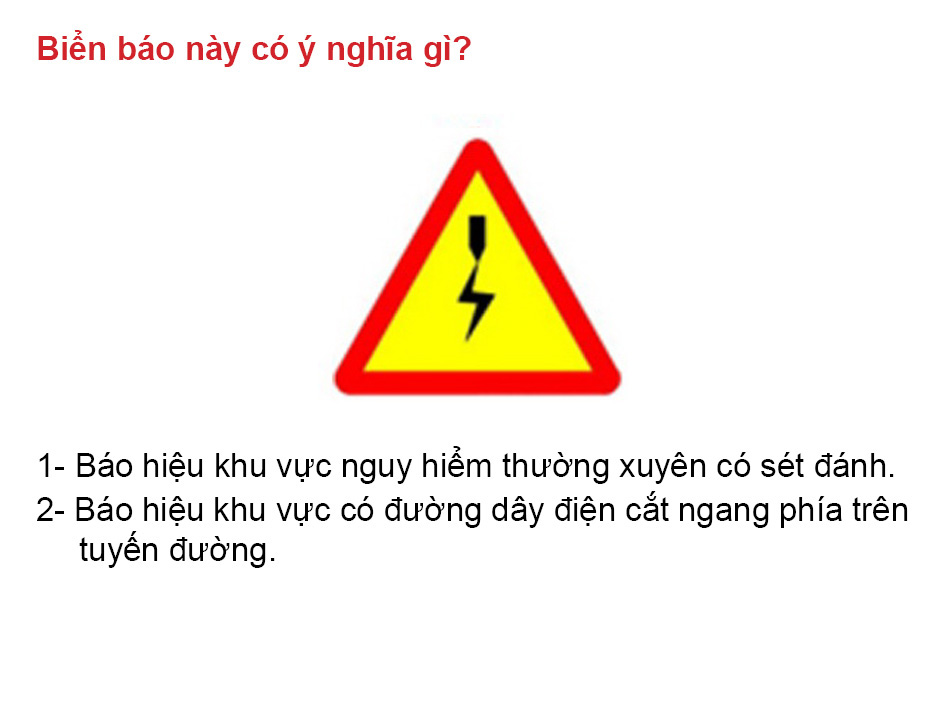 Biển báo này có ý nghĩa gì?
1- Báo hiệu khu vực nguy hiểm thường xuyên có sét đánh.
2- Báo hiệu khu vực có đường dây điện cắt ngang phía trên
tuyến đường.